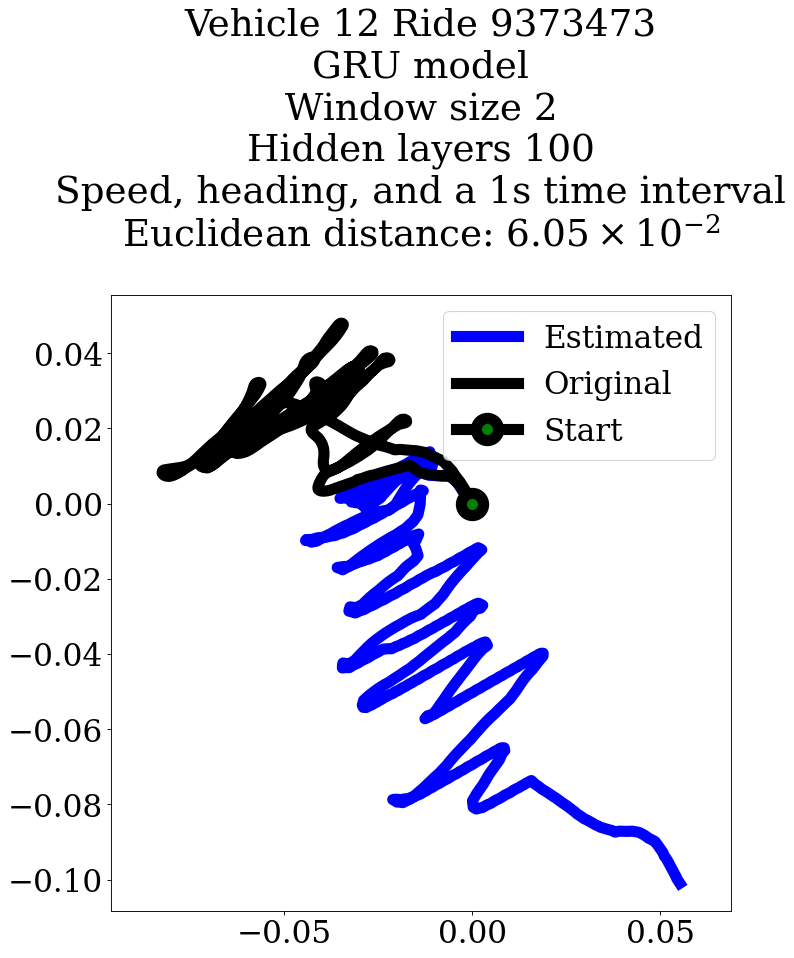 Vehicle 12 Ride 9373473
GRU model
Window size 2
Hidden layers 100
Speed, heading, and a 1s time interval
Euclidean distance: 6.05 × 10⁻²
Estimated
Original
Start
0.04
0.02
0.00
−0.02
−0.04
−0.06
−0.08
−0.10
−0.05
0.00
0.05